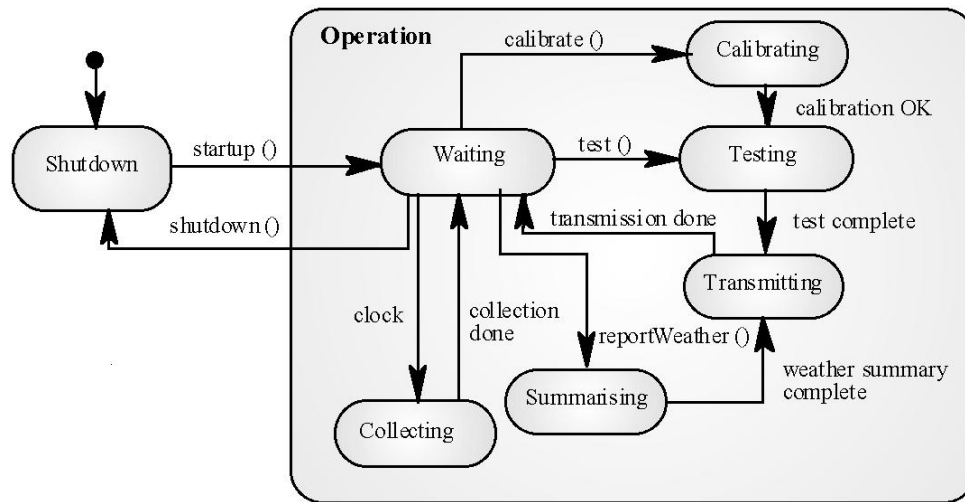 Operation
calibrate ()
Calibrating
calibration OK
Shutdown
startup ()
Waiting
test ()
Testing
shutdown ()
transmission done
test complete
Transmitting
clock
collection
done
reportWeather ()
Summarising
weather summary
complete
Collecting